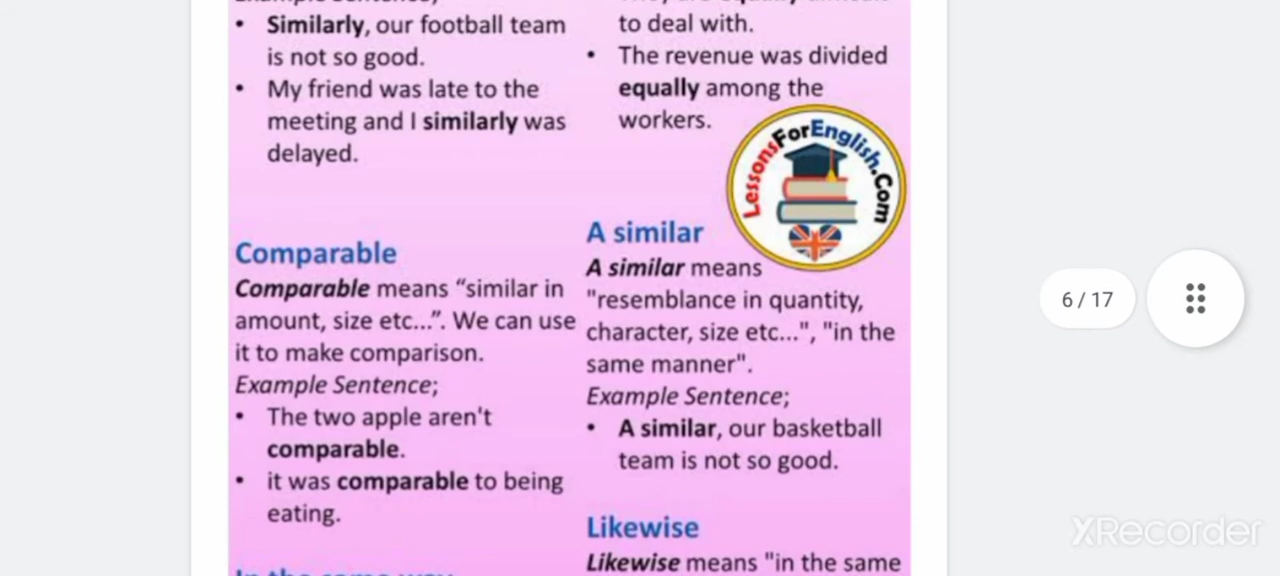 • Similarly, our football team
is not so good.
• My friend was late to the
meeting and I similarly was
delayed.
Comparable
Comparable means “similar in
amount, size etc...”. We can use
it to make comparison.
Example Sentence;
• The two apple aren't
comparable.
• it was comparable to being
eating.
to deal with.
• The revenue was divided
equally among the
workers.
LessonsForEnglish.Com
A similar
A similar means
"resemblance in quantity,
character, size etc...", "in the
same manner".
Example Sentence;
• A similar, our basketball
team is not so good.
Likewise
Likewise means "in the same
6 / 17
XRecorder